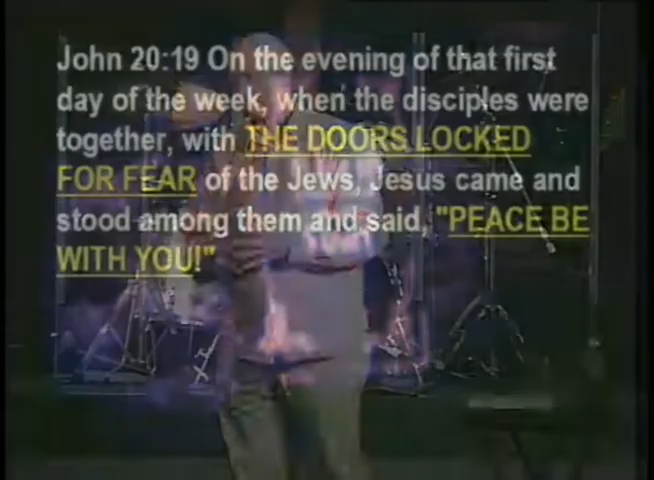 John 20:19 On the evening of that first
day of the week, when the disciples were
together, with THE DOORS LOCKED
FOR FEAR of the Jews, Jesus came and
stood among them and said, "PEACE BE
WITH YOU!"